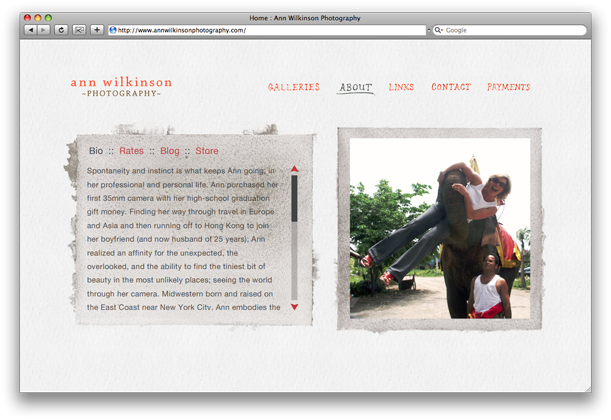 Home : Ann Wilkinson Photography
http://www.annwilkinsonphotography.com/
Google
ann wilkinson
~PHOTOGRAPHY~
GALLERIES ABOUT LINKS CONTACT PAYMENTS
Bio :: Rates :: Blog :: Store
Spontaneity and instinct is what keeps Ann going, in
her professional and personal life. Ann purchased her
first 35mm camera with her high-school graduation
gift money. Finding her way through travel in Europe
and Asia and then running off to Hong Kong to join
her boyfriend (and now husband of 25 years); Ann
realized an affinity for the unexpected, the
overlooked, and the ability to find the tiniest bit of
beauty in the most unlikely places; seeing the world
through her camera. Midwestern born and raised on
the East Coast near New York City, Ann embodies the